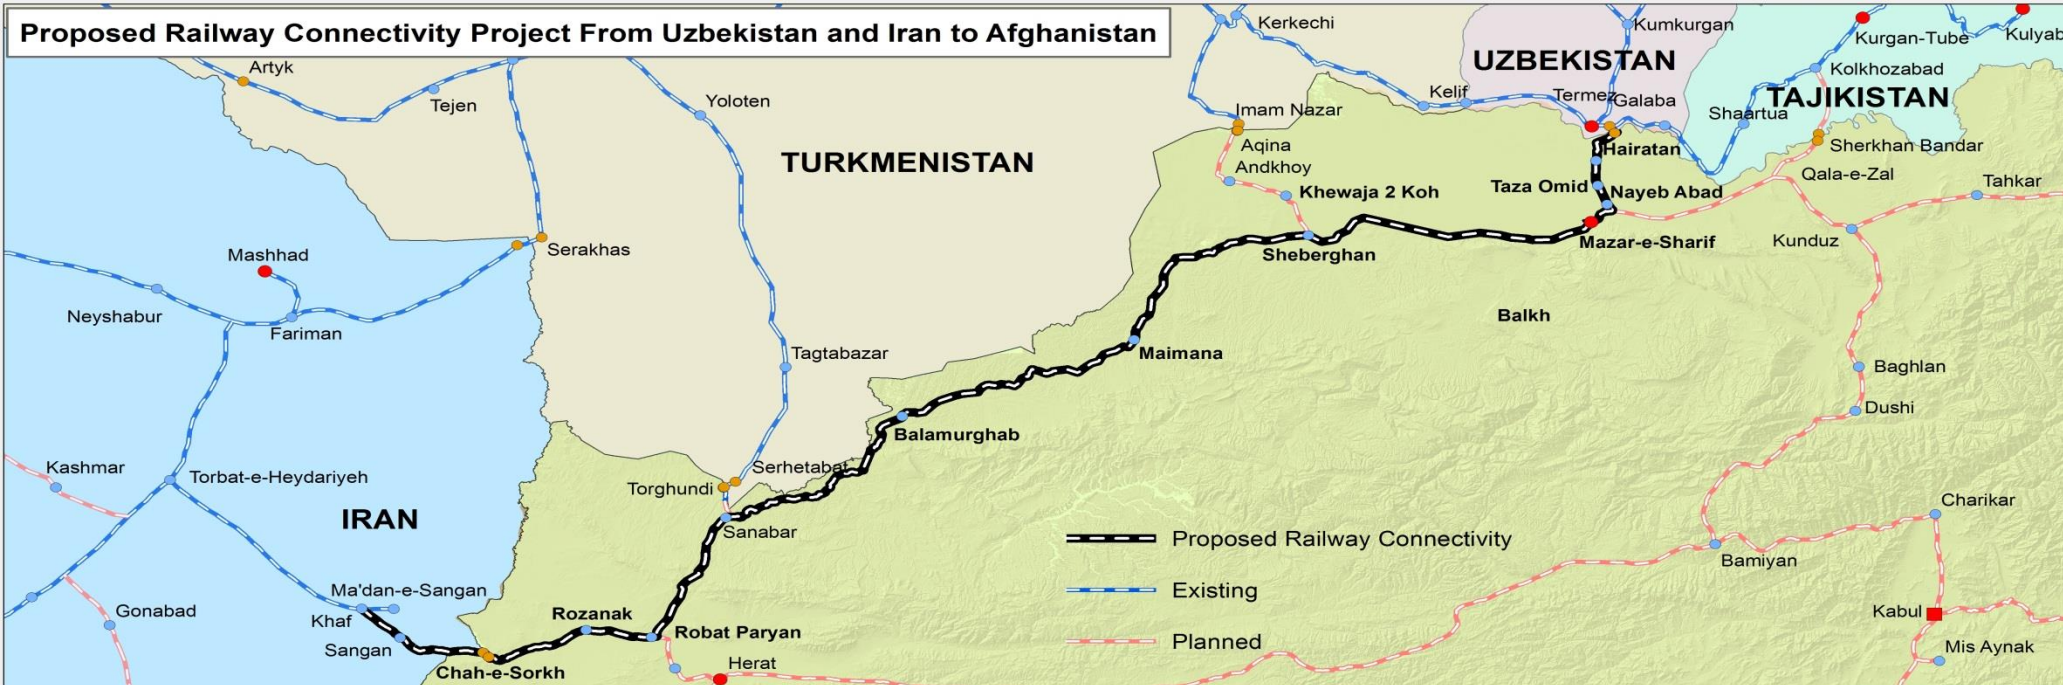 Proposed Railway Connectivity Project From Uzbekistan and Iran to Afghanistan
Kerkechi
Kumkurgan
Kurgan-Tube
Kulyab
Artyk
Tejen
Yoloten
UZBEKISTAN
Kolkhozabad
TAJIKISTAN
Kelif
Termez
Galaba
Shaartua
Imam Nazar
Aqina
Andkhoy
Hairatan
Sherkhan Bandar
TURKMENISTAN
Khewaja 2 Koh
Taza Omid
Nayeb Abad
Qala-e-Zal
Tahkar
Mashhad
Serakhas
Sheberghan
Mazar-e-Sharif
Kunduz
Neyshabur
Fariman
Balkh
Tagtabazar
Maimana
Baghlan
Dushi
Balamurghab
Kashmar
Torbat-e-Heydariyeh
Serhetabat
Torghundi
IRAN
Sanabar
Charikar
Proposed Railway Connectivity
Bamiyan
Ma'dan-e-Sangan
Existing
Gonabad
Khaf
Rozanak
Robat Paryan
Kabul
Sangan
Planned
Mis Aynak
Chah-e-Sorkh
Herat